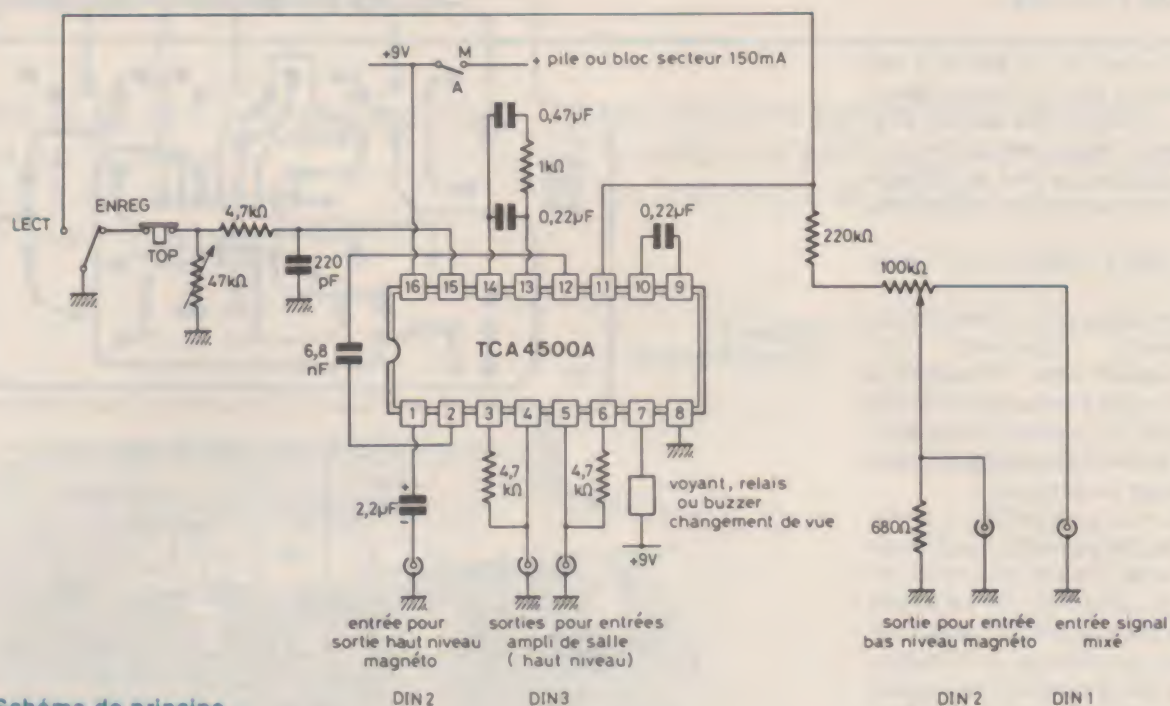 +9V
M
A
+ pile ou bloc secteur 150mA
0,47µF
1kΩ
0,22µF
0,22µF
LECT
ENREG
TOP
4,7kΩ
47kΩ
220
pF
220kΩ
100kΩ
16 15 14 13 12 11 10 9
6,8
nF
TCA4500A
1 2 3 4 5 6 7 8
2,2µF
+
-
4,7
kΩ
4,7
kΩ
voyant, relais
ou buzzer
changement de vue
+9V
680Ω
entrée pour
sortie haut niveau
magnéto
sorties pour entrées
ampli de salle
( haut niveau)
sortie pour entrée
bas niveau magnéto
entrée signal
mixé
DIN 2
DIN3
DIN 2
DIN 1
Schéma de principe